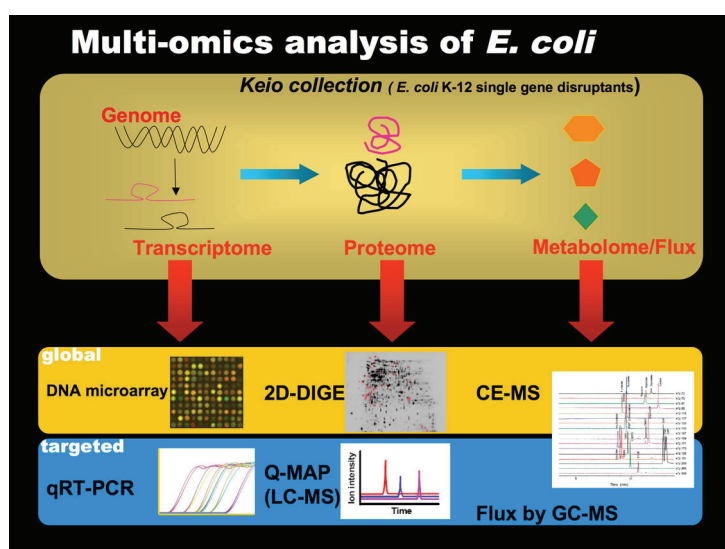 Multi-omics analysis of E. coli
Keio collection ( E. coli K-12 single gene disruptants)
Genome
Transcriptome
Proteome
Metabolome/Flux
global
DNA microarray
2D-DIGE
CE-MS
targeted
qRT-PCR
Q-MAP
(LC-MS)
Ion intensity
Time
Flux by GC-MS